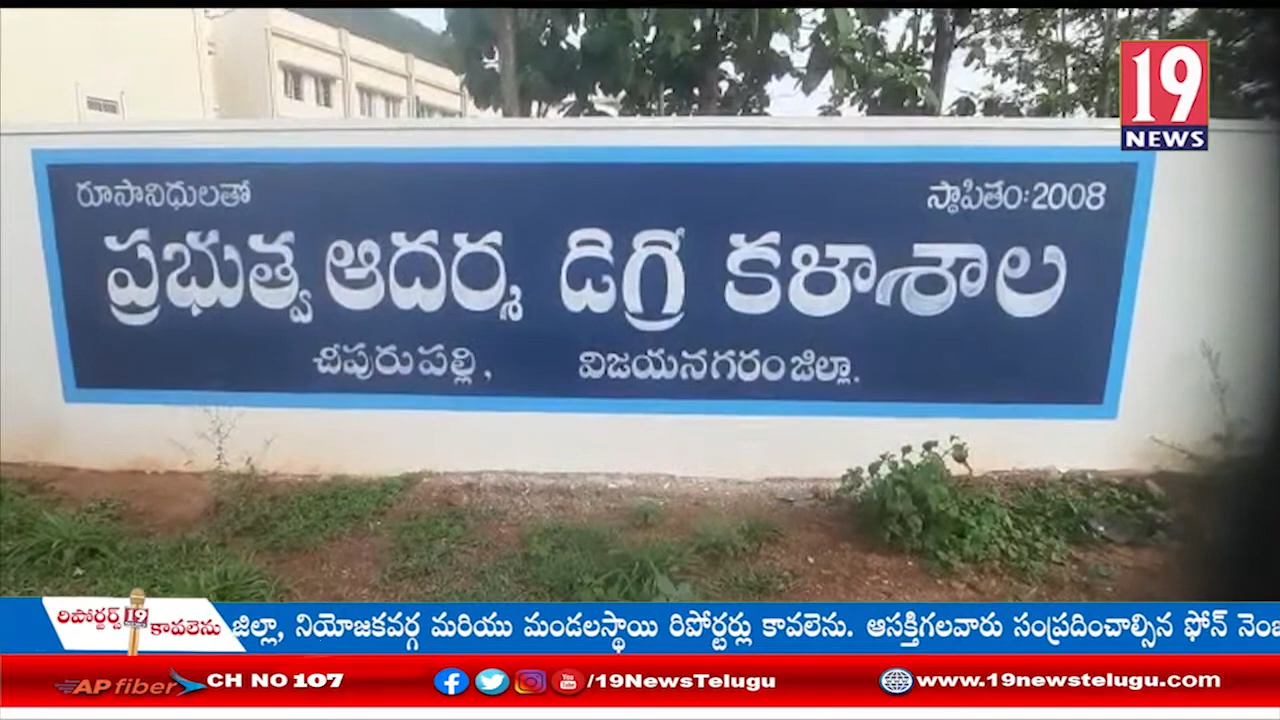 19
NEWS
రూసానిధులతో
స్థాపితం:2008
ప్రభుత్వ ఆదర్శ డిగ్రీ కళాశాల
చీపురుపల్లి, విజయనగరంజిల్లా.
రిపోర్టర్స్ 19 కావలెను
జిల్లా, నియోజకవర్గ మరియు మండలస్థాయి రిపోర్టర్లు కావలెను. ఆసక్తిగలవారు సంప్రదించాల్సిన ఫోన్
AP fiber CH NO 107 /19NewsTelugu www.19newstelugu.com